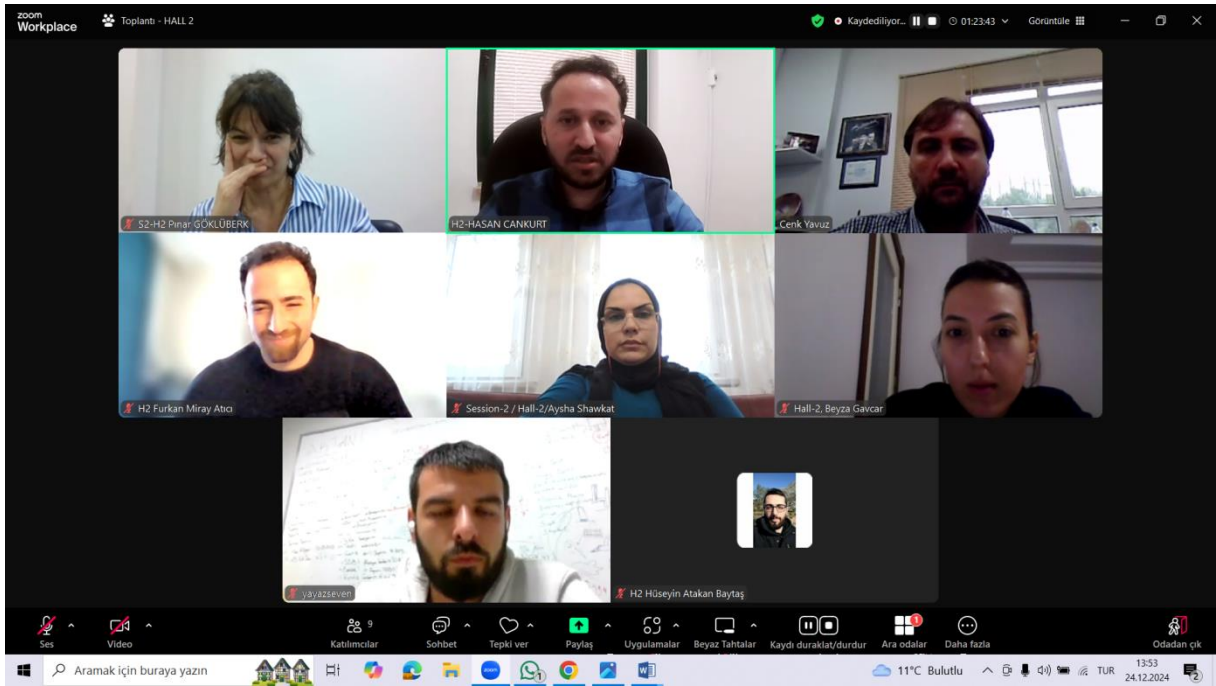 zoom
Workplace
Toplantı - HALL 2
Kaydediliyor...
01:23:43
Görüntüle
S2-H2 Pınar GÖKLÜBERK
H2-HASAN CANKURT
Cenk Yavuz
H2 Furkan Miray Atıcı
Session-2 / Hall-2/Aysha Shawkat
Hall-2, Beyza Gavcar
yayazseven
H2 Hüseyin Atakan Baytaş
Ses
Video
9
Katılımcılar
Sohbet
Tepki ver
Paylaş
Uygulamalar
Beyaz Tahtalar
Kaydı duraklat/durdur
1
Ara odalar
Daha fazla
Odadan çık
Aramak için buraya yazın
1
11°C Bulutlu
TUR
13:53
24.12.2024
2